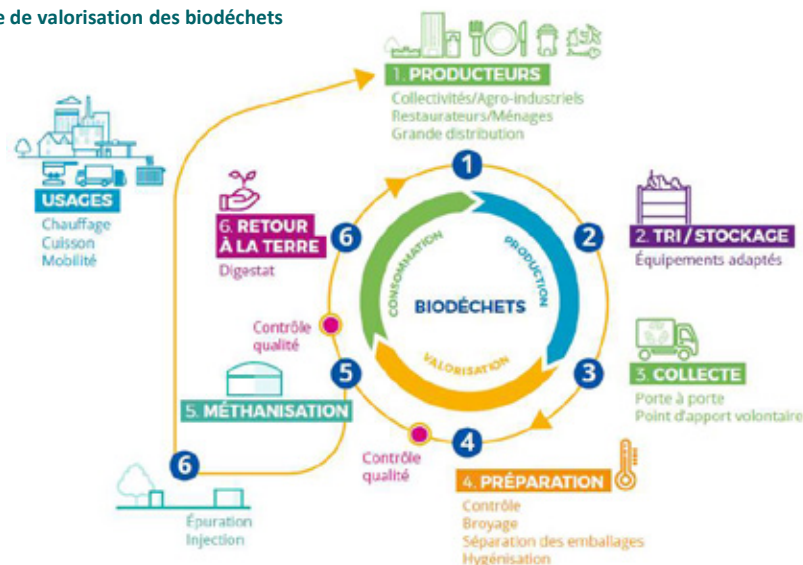 e de valorisation des biodéchets
1. PRODUCTEURS
Collectivités/Agro-industriels
Restaurateurs/Ménages
Grande distribution
USAGES
Chauffage
Cuisson
Mobilité
6. RETOUR
À LA TERRE
Digestat
1
6
2
2. TRI / STOCKAGE
Équipements adaptés
CONSOMMATION
PRODUCTION
BIODÉCHETS
VALORISATION
Contrôle
qualité
5
3
3. COLLECTE
Porte à porte
Point d'apport volontaire
5. MÉTHANISATION
4
6
Contrôle
qualité
4. PRÉPARATION
Contrôle
Broyage
Séparation des emballages
Hygénisation
Épuration
Injection